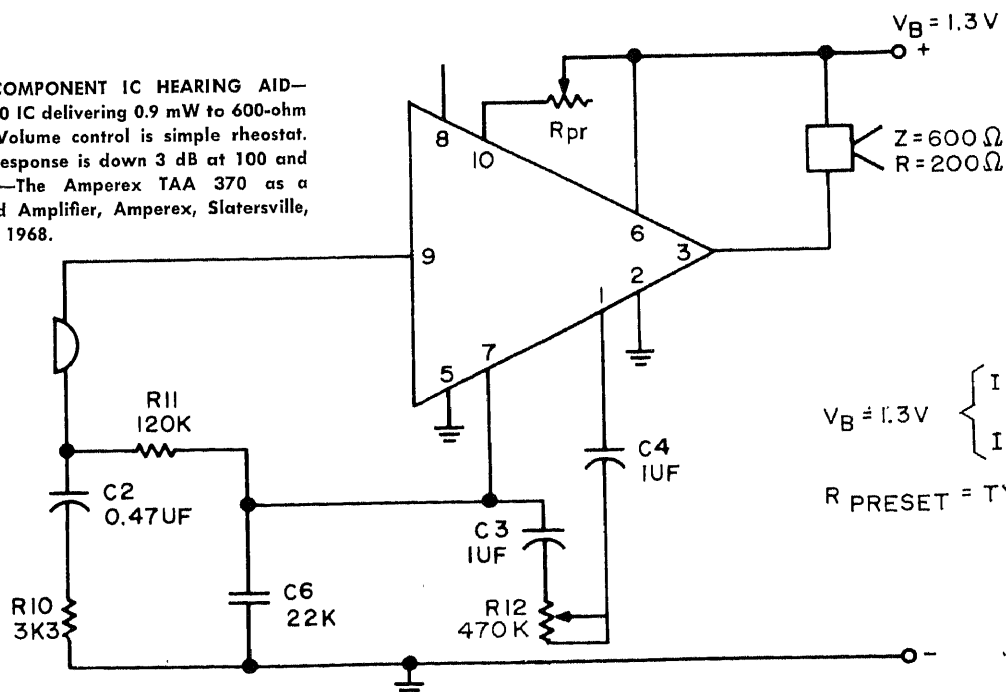 V_B = 1.3 V
+
COMPONENT IC HEARING AID—
0 IC delivering 0.9 mW to 600-ohm
Volume control is simple rheostat.
esponse is down 3 dB at 100 and
—The Amperex TAA 370 as a
d Amplifier, Amperex, Slatersville,
1968.
8
10
Rpr
Z=600Ω
R=200Ω
6
9
3
2
1
7
5
R11
120K
C4
1UF
V_B = 1.3V
I
I
C2
0.47UF
R PRESET = TY
C3
1UF
C6
22K
R12
470K
R10
3K3
-